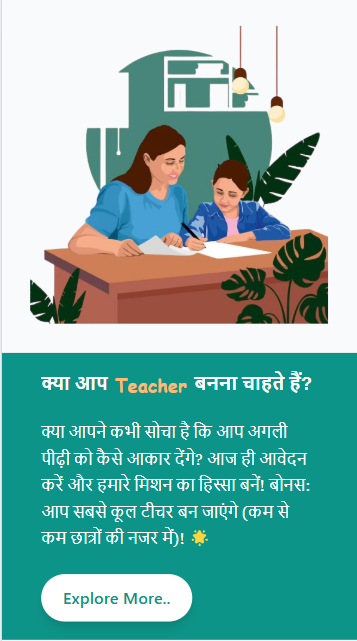 क्या आप Teacher बनना चाहते हैं?
क्या आपने कभी सोचा है कि आप अगली
पीढ़ी को कैसे आकार देंगे? आज ही आवेदन
करें और हमारे मिशन का हिस्सा बनें! बोनस:
आप सबसे कूल टीचर बन जाएंगे (कम से
कम छात्रों की नजर में)! 🌟
Explore More..